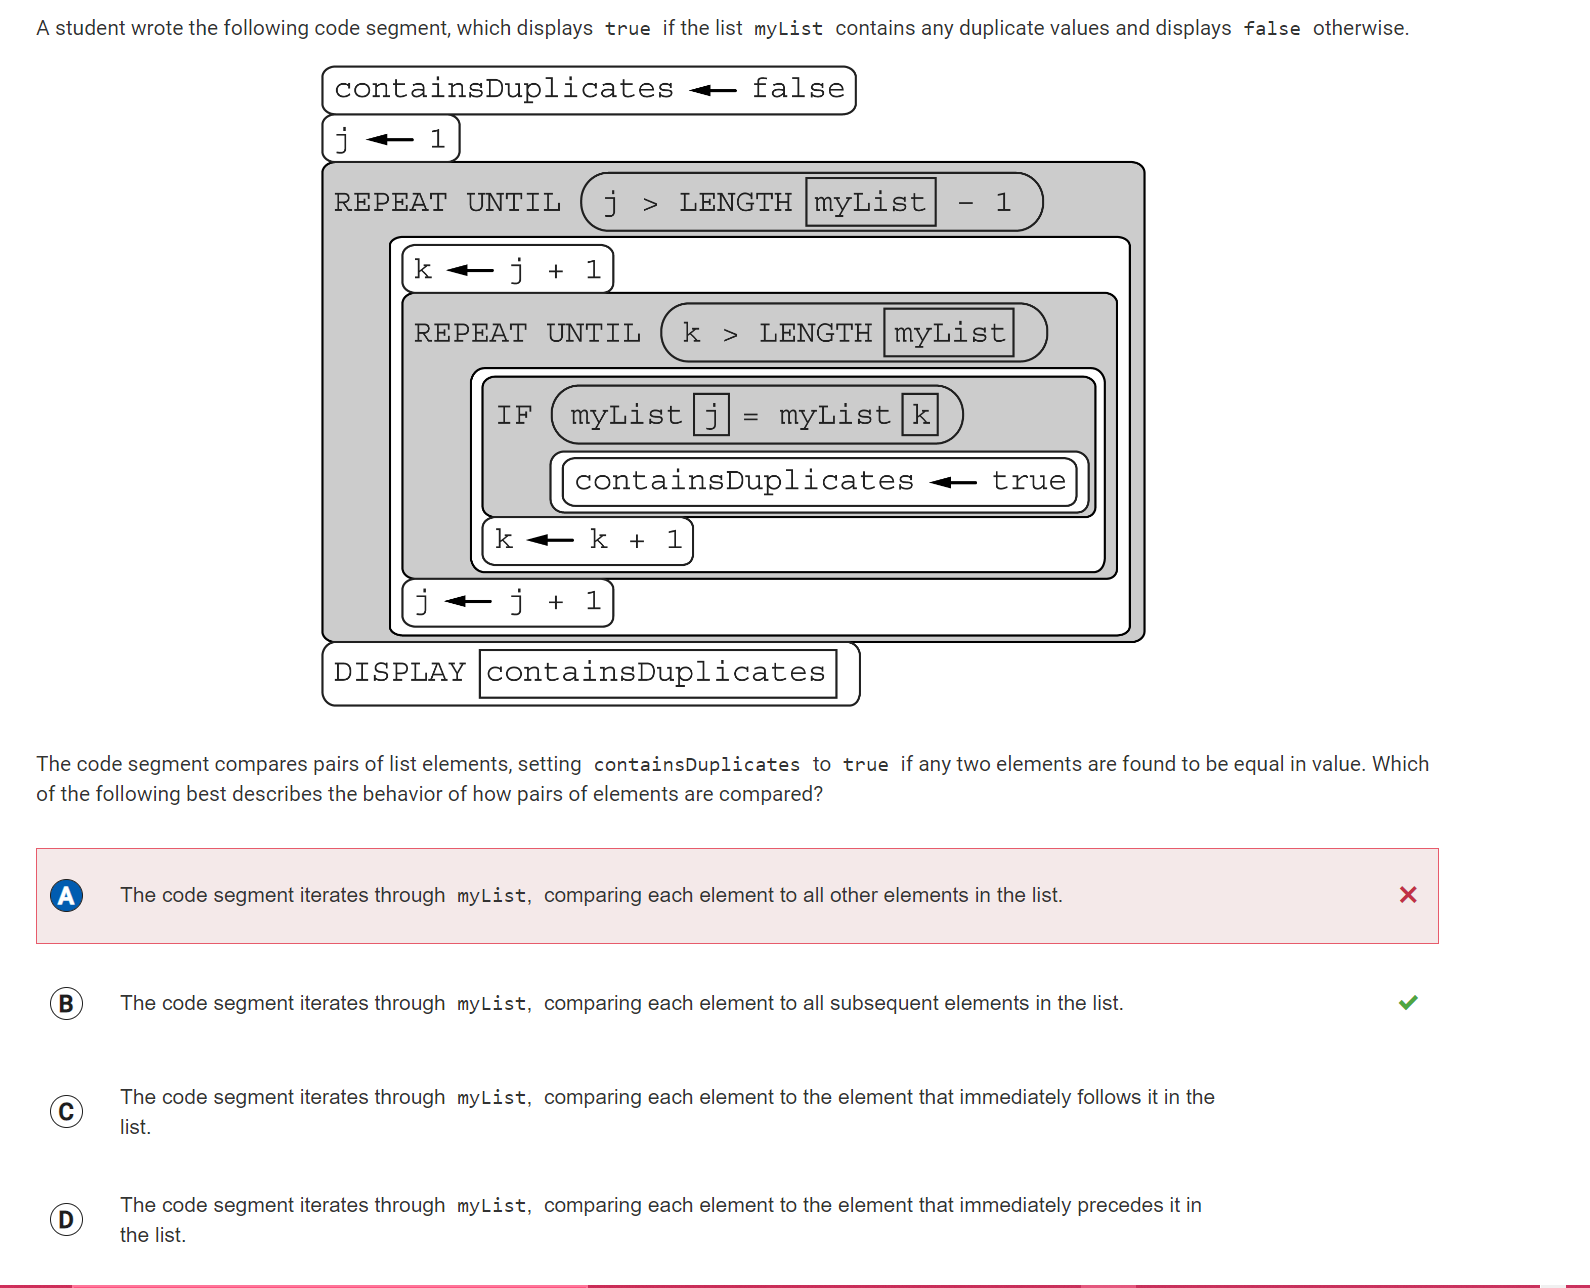 A student wrote the following code segment, which displays true if the list myList contains any duplicate values and displays false otherwise.
containsDuplicates ← false
j ← 1
REPEAT UNTIL j > LENGTH myList - 1
k ← j + 1
REPEAT UNTIL k > LENGTH myList
IF myList j = myList k
containsDuplicates ← true
k ← k + 1
j ← j + 1
DISPLAY containsDuplicates
The code segment compares pairs of list elements, setting containsDuplicates to true if any two elements are found to be equal in value. Which
of the following best describes the behavior of how pairs of elements are compared?
A The code segment iterates through myList, comparing each element to all other elements in the list.
B The code segment iterates through myList, comparing each element to all subsequent elements in the list.
C The code segment iterates through myList, comparing each element to the element that immediately follows it in the
list.
D The code segment iterates through myList, comparing each element to the element that immediately precedes it in
the list.